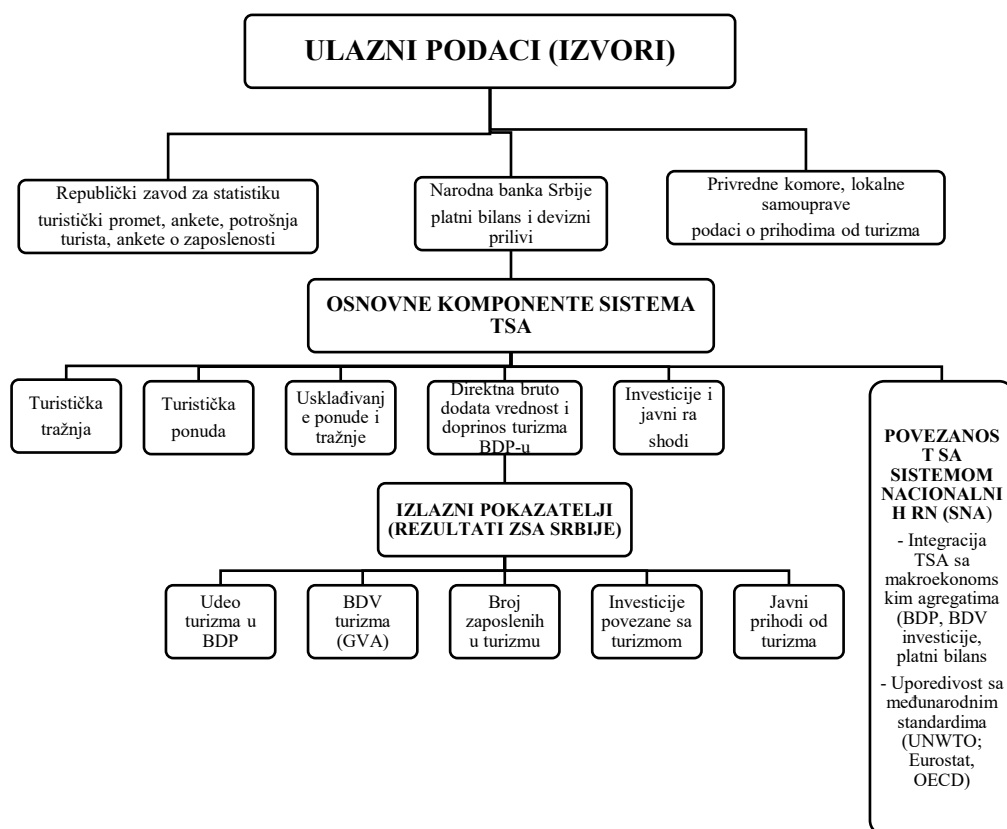 ULAZNI PODACI (IZVORI)
Republički zavod za statistiku
turistički promet, ankete, potrošnja
turista, ankete o zaposlenosti
Narodna banka Srbije
platni bilans i devizni
prilivi
Privredne komore, lokalne
samouprave
podaci o prihodima od turizma
OSNOVNE KOMPONENTE SISTEMA
TSA
Turistička
tražnja
Turistička
ponuda
Usklađivanj
e ponude i
tražnje
Direktna bruto
dodata vrednost i
doprinos turizma
BDP-u
Investicije i
javni ra
shodi
POVEZANOS
T SA
SISTEMOM
NACIONALNI
H RN (SNA)
- Integracija
TSA sa
makroekonoms
kim agregatima
(BDP, BDV
investicije,
platni bilans
- Uporedivost sa
međunarodnim
standardima
(UNWTO;
Eurostat,
OECD)
IZLAZNI POKAZATELJI
(REZULTATI ZSA SRBIJE)
Udeo
turizma u
BDP
BDV
turizma
(GVA)
Broj
zaposlenih
u turizmu
Investicije
povezane sa
turizmom
Javni
prihodi od
turizma